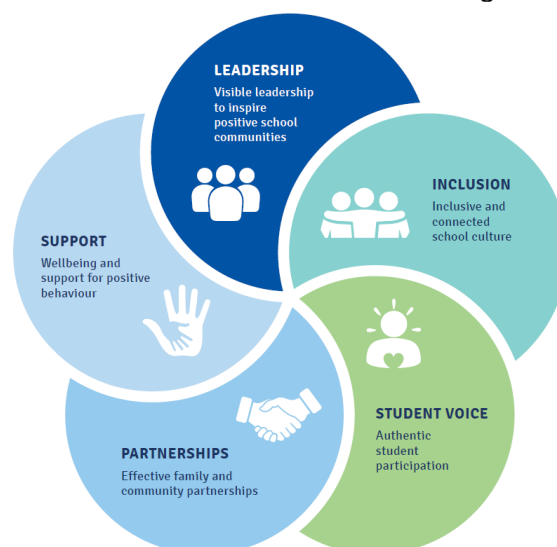 LEADERSHIP
Visible leadership
to inspire
positive school
communities
INCLUSION
Inclusive and
connected
school culture
STUDENT VOICE
Authentic
student
participation
PARTNERSHIPS
Effective family and
community partnerships
SUPPORT
Wellbeing and
support for positive
behaviour